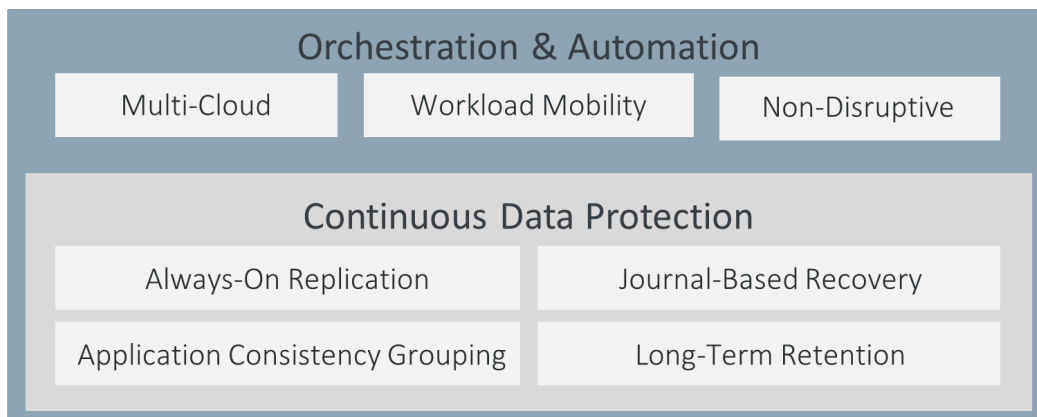 Orchestration & Automation
Multi-Cloud
Workload Mobility
Non-Disruptive
Continuous Data Protection
Always-On Replication
Journal-Based Recovery
Application Consistency Grouping
Long-Term Retention